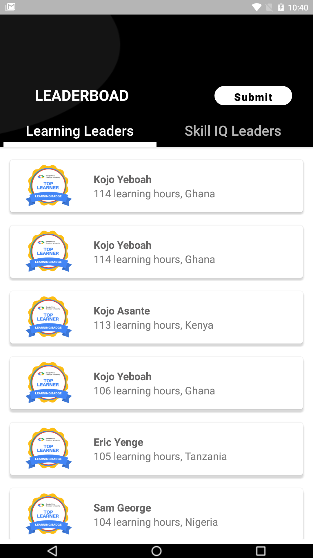 10:40
LEADERBOAD
Submit
Learning Leaders
Skill IQ Leaders
TOP
LEARNER
Kojo Yeboah
114 learning hours, Ghana
TOP
LEARNER
Kojo Yeboah
114 learning hours, Ghana
TOP
LEARNER
Kojo Asante
113 learning hours, Kenya
TOP
LEARNER
Kojo Yeboah
106 learning hours, Ghana
TOP
LEARNER
Eric Yenge
105 learning hours, Tanzania
TOP
LEARNER
Sam George
104 learning hours, Nigeria